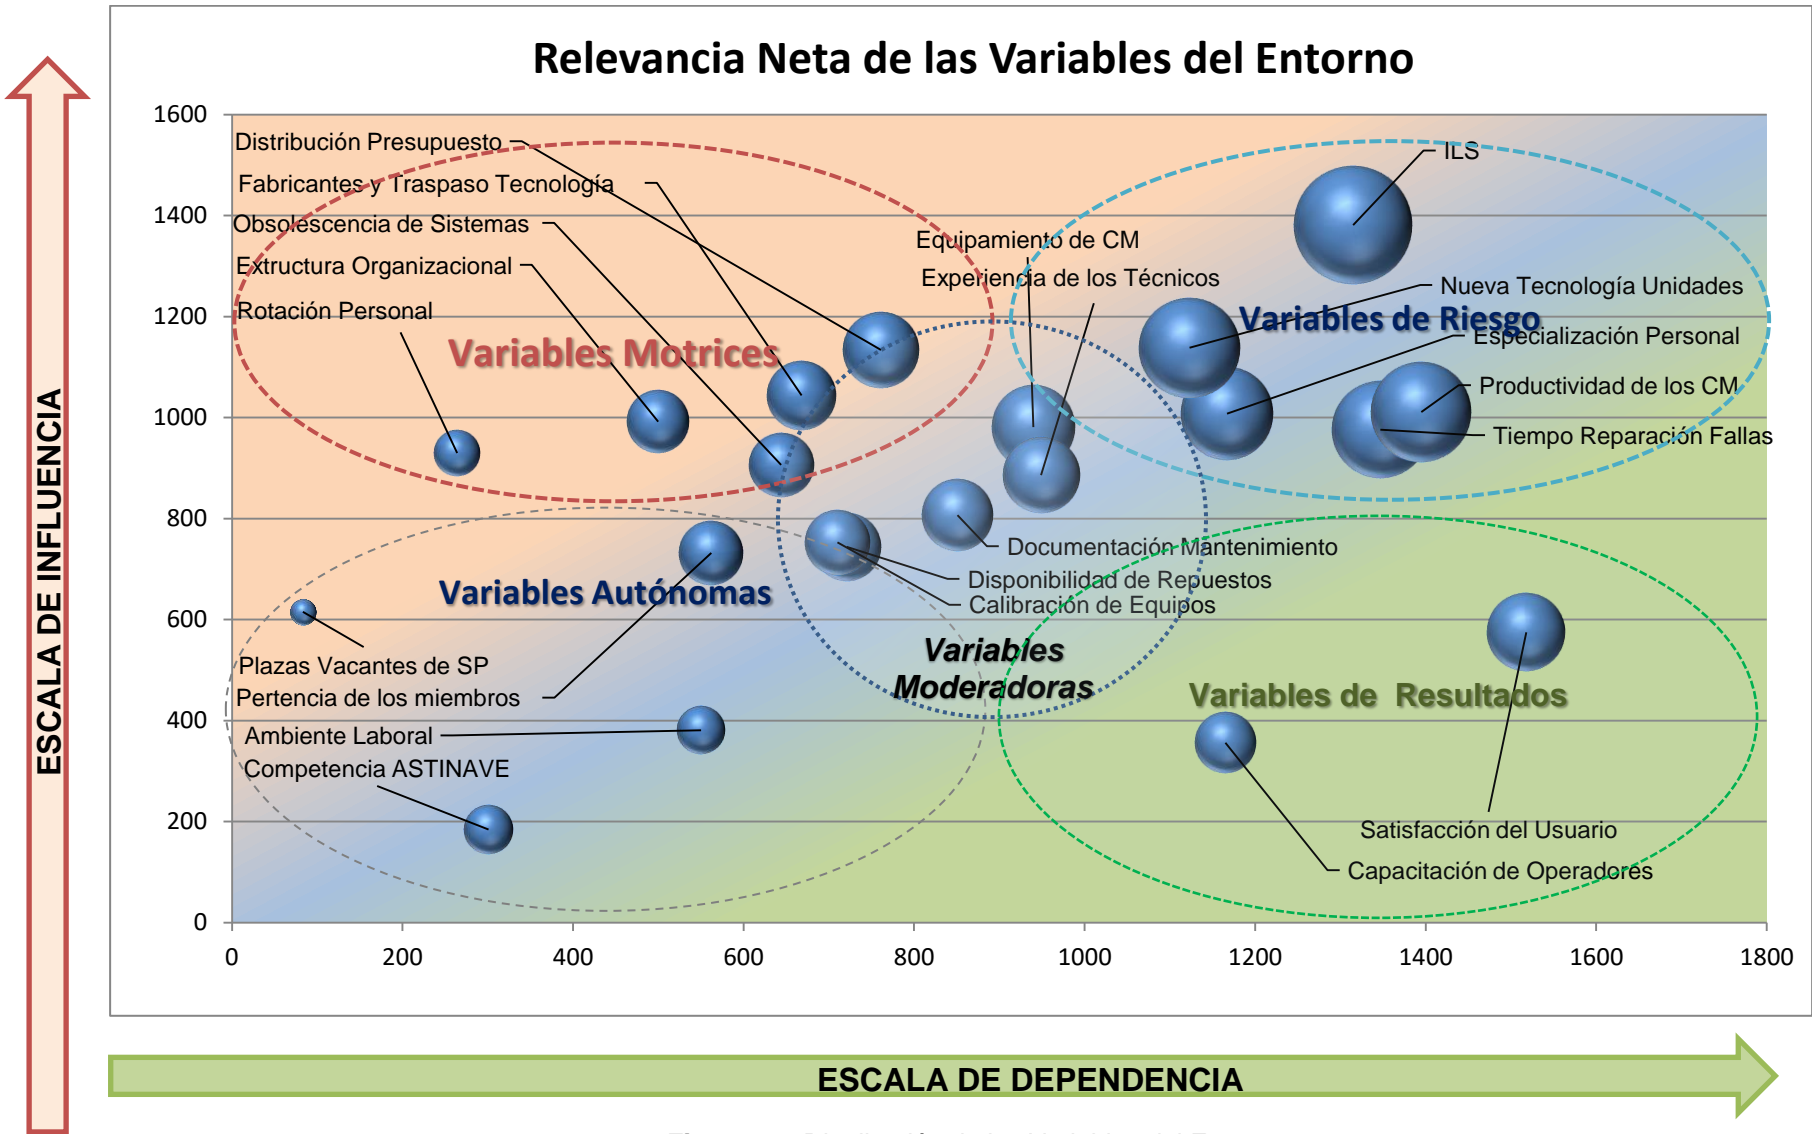 Relevancia Neta de las Variables del Entorno
ESCALA DE INFLUENCIA
1600
1400
1200
1000
800
600
400
200
0
Distribución Presupuesto
Fabricantes y Traspaso Tecnología
Obsolescencia de Sistemas
Extructura Organizacional
Rotación Personal
Variables Motrices
Equipamiento de CM
Experiencia de los Técnicos
ILS
Nueva Tecnología Unidades
Variables de Riesgo
Especialización Personal
Productividad de los CM
Tiempo Reparación Fallas
Documentación Mantenimiento
Disponibilidad de Repuestos
Calibración de Equipos
Variables Autónomas
Variables
Moderadoras
Plazas Vacantes de SP
Pertencia de los miembros
Ambiente Laboral
Competencia ASTINAVE
Variables de  Resultados
Satisfacción del Usuario
Capacitación de Operadores
0
200
400
600
800
1000
1200
1400
1600
1800
ESCALA DE DEPENDENCIA